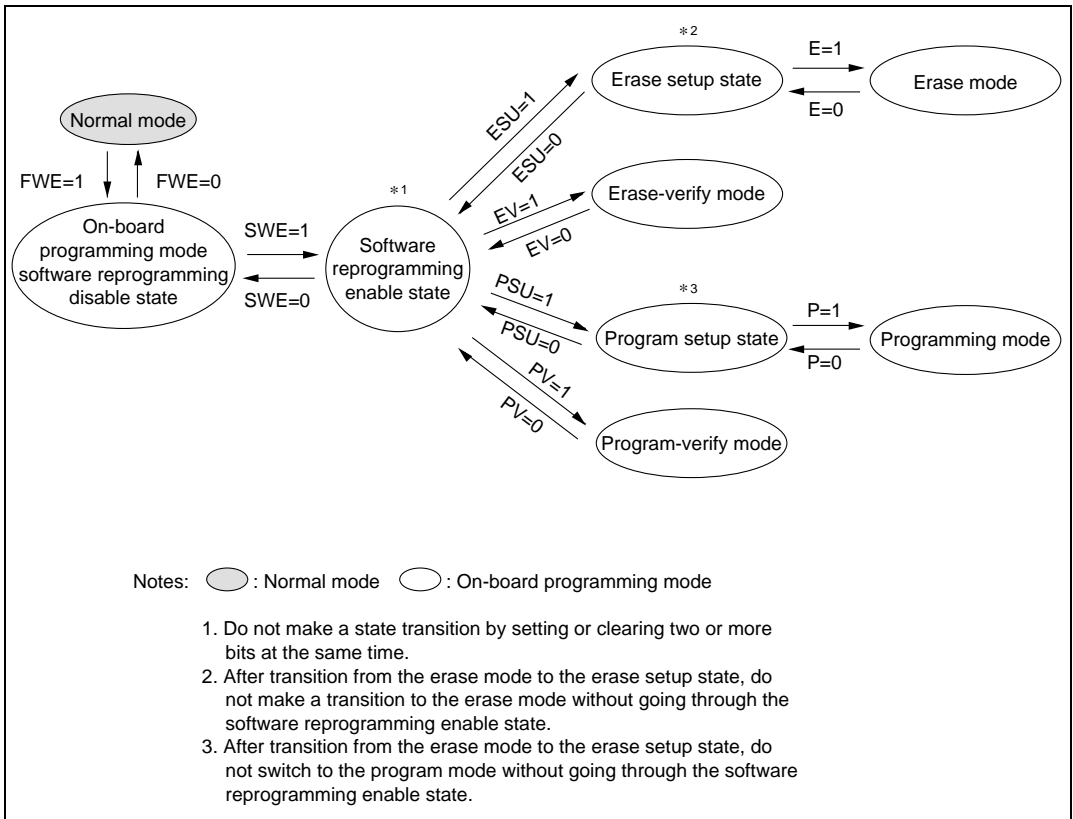 *2
E=1
Erase setup state
Erase mode
E=0
ESU=1
ESU=0
Normal mode
FWE=1
FWE=0
*1
EV=1
Erase-verify mode
EV=0
On-board
programming mode
software reprogramming
disable state
SWE=1
SWE=0
Software
reprogramming
enable state
PSU=1
PSU=0
*3
P=1
Program setup state
Programming mode
P=0
PV=1
PV=0
Program-verify mode
Notes: : Normal mode : On-board programming mode
1. Do not make a state transition by setting or clearing two or more
bits at the same time.
2. After transition from the erase mode to the erase setup state, do
not make a transition to the erase mode without going through the
software reprogramming enable state.
3. After transition from the erase mode to the erase setup state, do
not switch to the program mode without going through the software
reprogramming enable state.